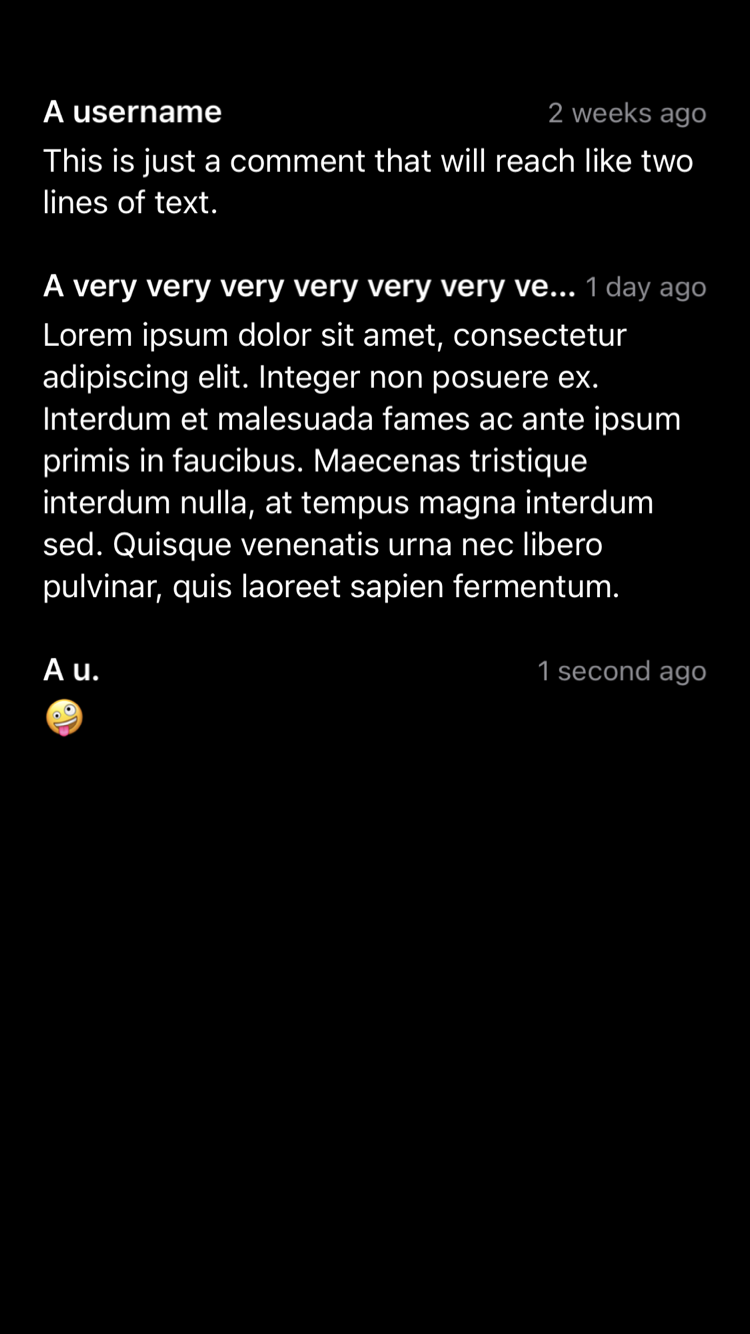 A username 2 weeks ago
This is just a comment that will reach like two
lines of text.
A very very very very very very ve... 1 day ago
Lorem ipsum dolor sit amet, consectetur
adipiscing elit. Integer non posuere ex.
Interdum et malesuada fames ac ante ipsum
primis in faucibus. Maecenas tristique
interdum nulla, at tempus magna interdum
sed. Quisque venenatis urna nec libero
pulvinar, quis laoreet sapien fermentum.
A u. 1 second ago
🤪